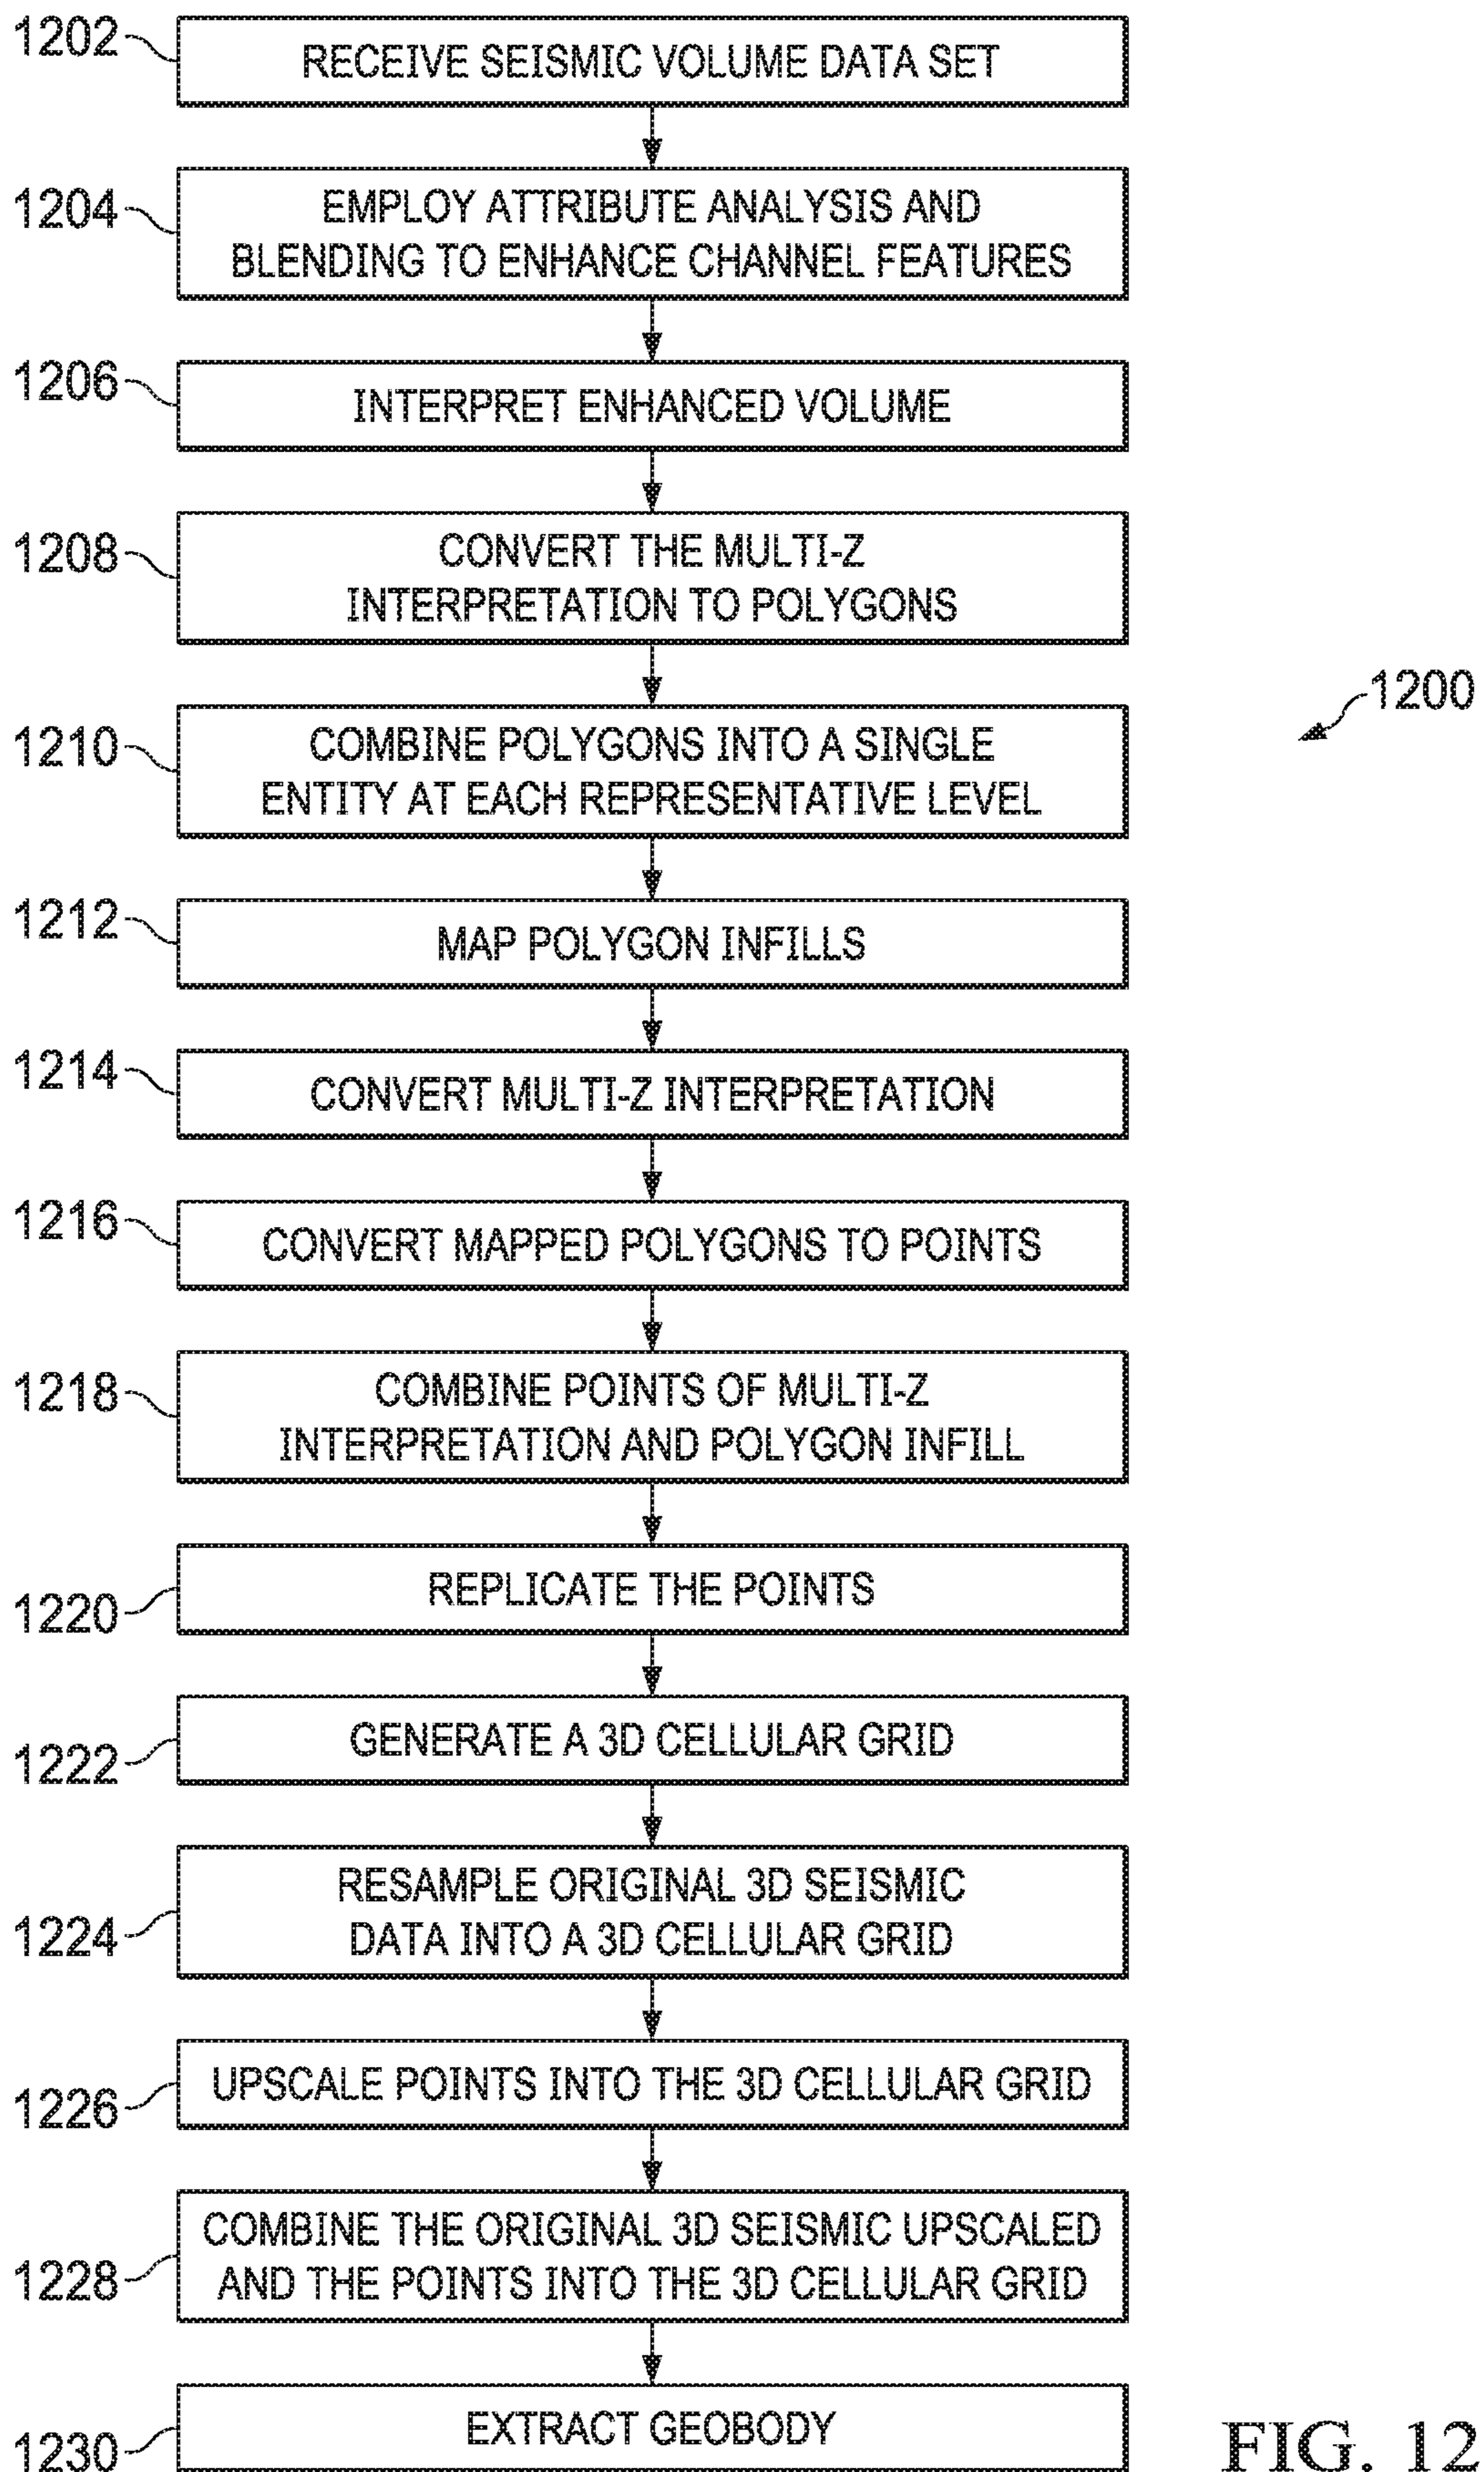 1202
RECEIVE SEISMIC VOLUME DATA SET
1204
EMPLOY ATTRIBUTE ANALYSIS AND
BLENDING TO ENHANCE CHANNEL FEATURES
1206
INTERPRET ENHANCED VOLUME
1208
CONVERT THE MULTI-Z
INTERPRETATION TO POLYGONS
1200
1210
COMBINE POLYGONS INTO A SINGLE
ENTITY AT EACH REPRESENTATIVE LEVEL
1212
MAP POLYGON INFILLS
1214
CONVERT MULTI-Z INTERPRETATION
1216
CONVERT MAPPED POLYGONS TO POINTS
1218
COMBINE POINTS OF MULTI-Z
INTERPRETATION AND POLYGON INFILL
1220
REPLICATE THE POINTS
1222
GENERATE A 3D CELLULAR GRID
1224
RESAMPLE ORIGINAL 3D SEISMIC
DATA INTO A 3D CELLULAR GRID
1226
UPSCALE POINTS INTO THE 3D CELLULAR GRID
1228
COMBINE THE ORIGINAL 3D SEISMIC UPSCALED
AND THE POINTS INTO THE 3D CELLULAR GRID
1230
EXTRACT GEOBODY
FIG. 12